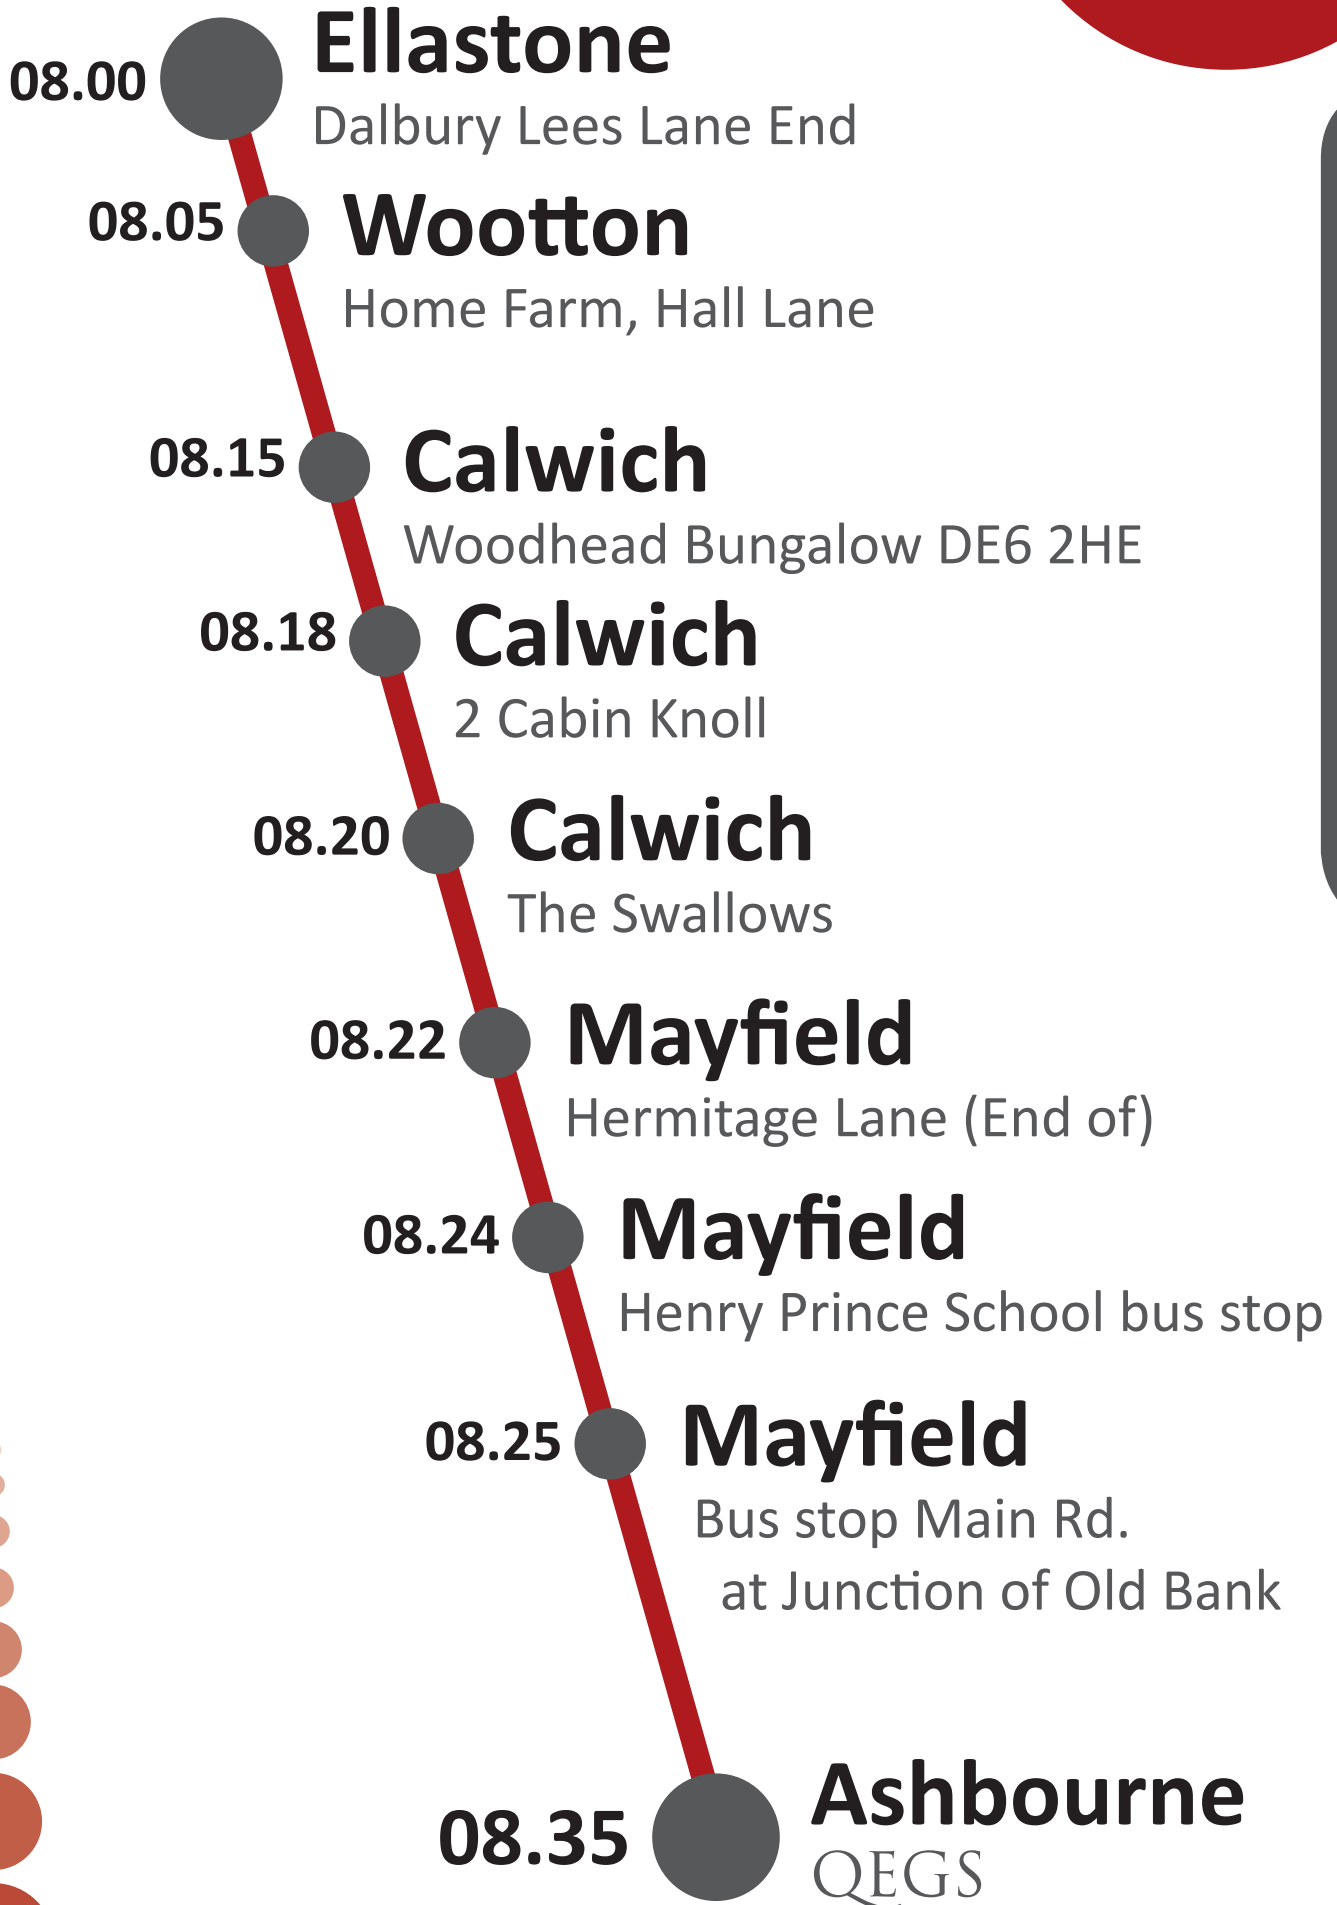 08.00
Ellastone
Dalbury Lees Lane End
08.05
Wootton
Home Farm, Hall Lane
08.15
Calwich
Woodhead Bungalow DE6 2HE
08.18
Calwich
2 Cabin Knoll
08.20
Calwich
The Swallows
08.22
Mayfield
Hermitage Lane (End of)
08.24
Mayfield
Henry Prince School bus stop
08.25
Mayfield
Bus stop Main Rd.
at Junction of Old Bank
08.35
Ashbourne
QEGS